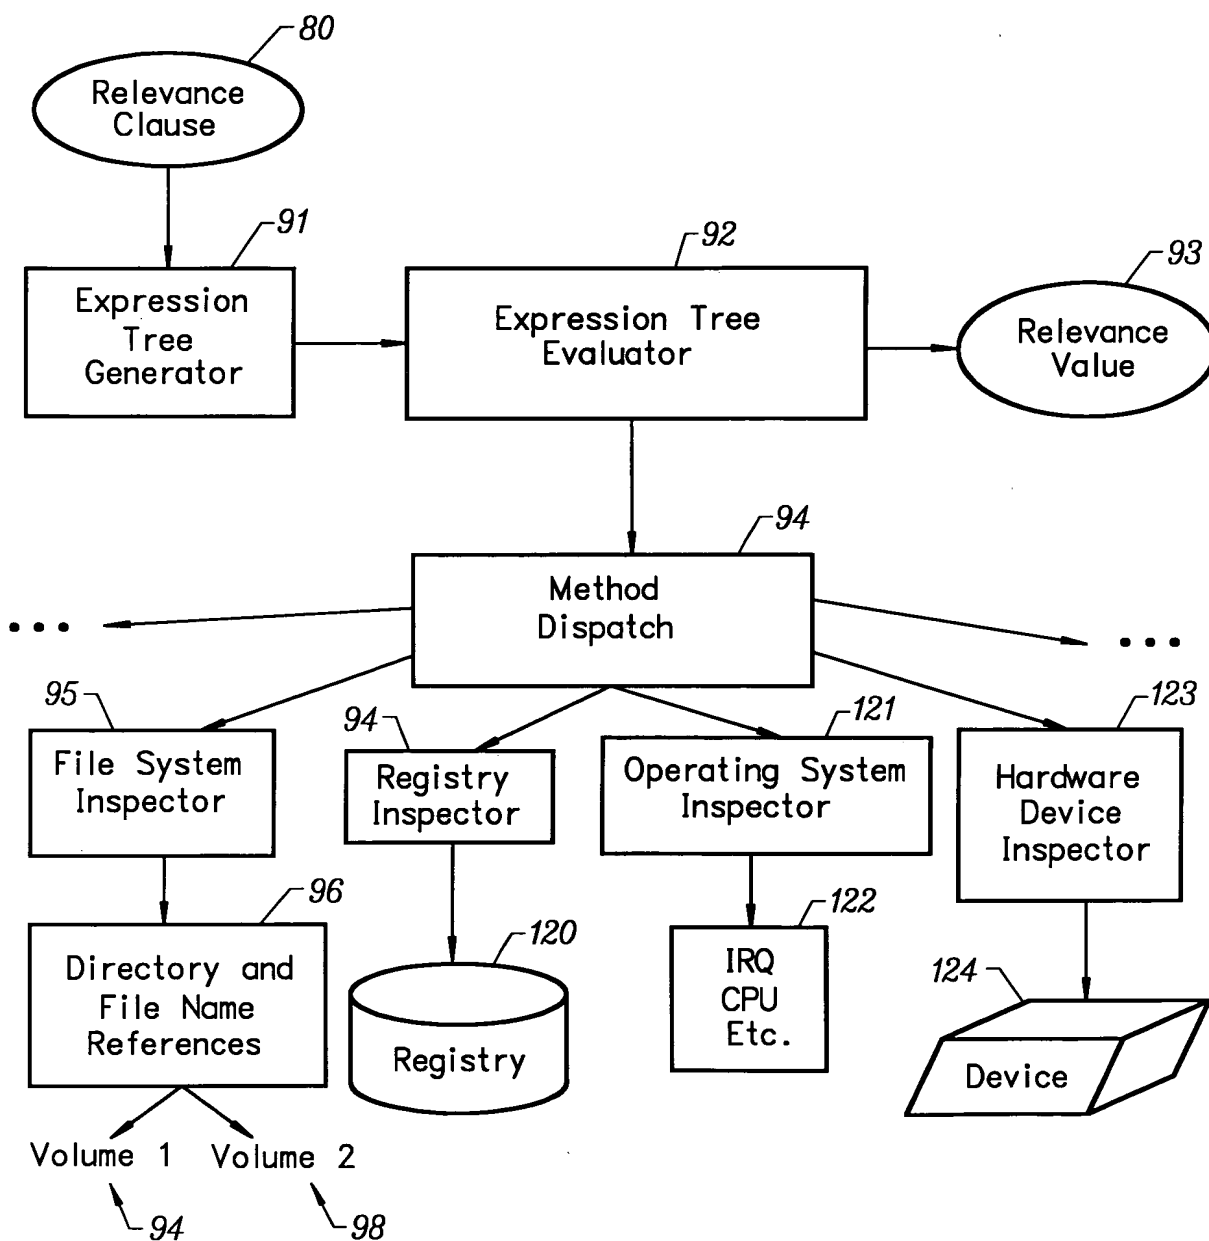 80
Relevance
Clause
91
Expression
Tree
Generator
92
Expression Tree
Evaluator
93
Relevance
Value
94
Method
Dispatch
95
File System
Inspector
94
Registry
Inspector
121
Operating System
Inspector
123
Hardware
Device
Inspector
96
Directory and
File Name
References
120
Registry
122
IRQ
CPU
Etc.
124
Device
Volume 1
Volume 2
94
98